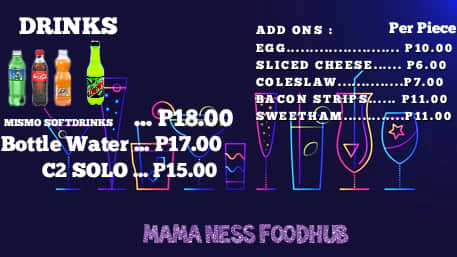 DRINKS
MISMO SOFTDRINKS ... P18.00
Bottle Water ... P17.00
C2 SOLO ... P15.00
ADD ONS : Per Piece
EGG....................... P10.00
SLICED CHEESE...... P6.00
COLESLAW..............P7.00
BACON STRIPS...... P11.00
SWEETHAM............P11.00
MAMA NESS FOODHUB